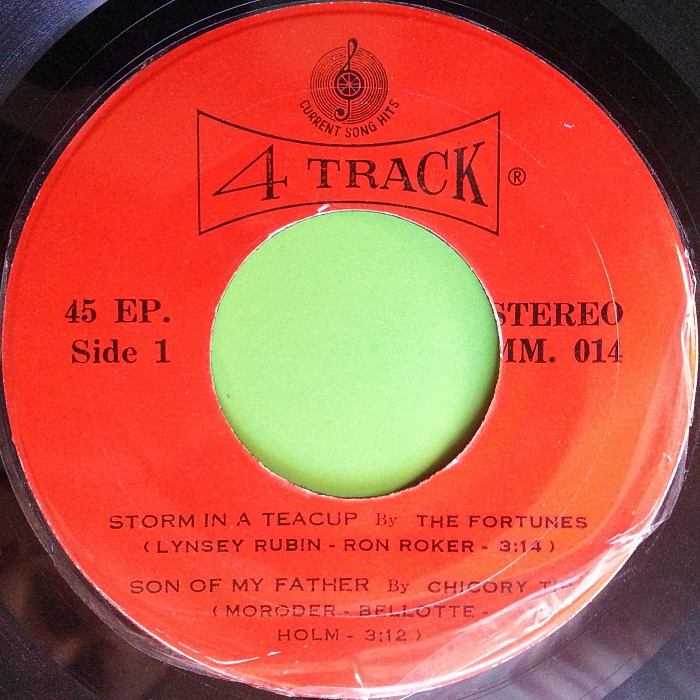 CURRENT SONG HITS
4 TRACK ®
45 EP. STEREO
Side 1 MM. 014
STORM IN A TEACUP By THE FORTUNES
( LYNSEY RUBIN - RON ROKER - 3:14 )
SON OF MY FATHER By CHICORY
( MORODER - BELLOTTE -
HOLM - 3:12 )